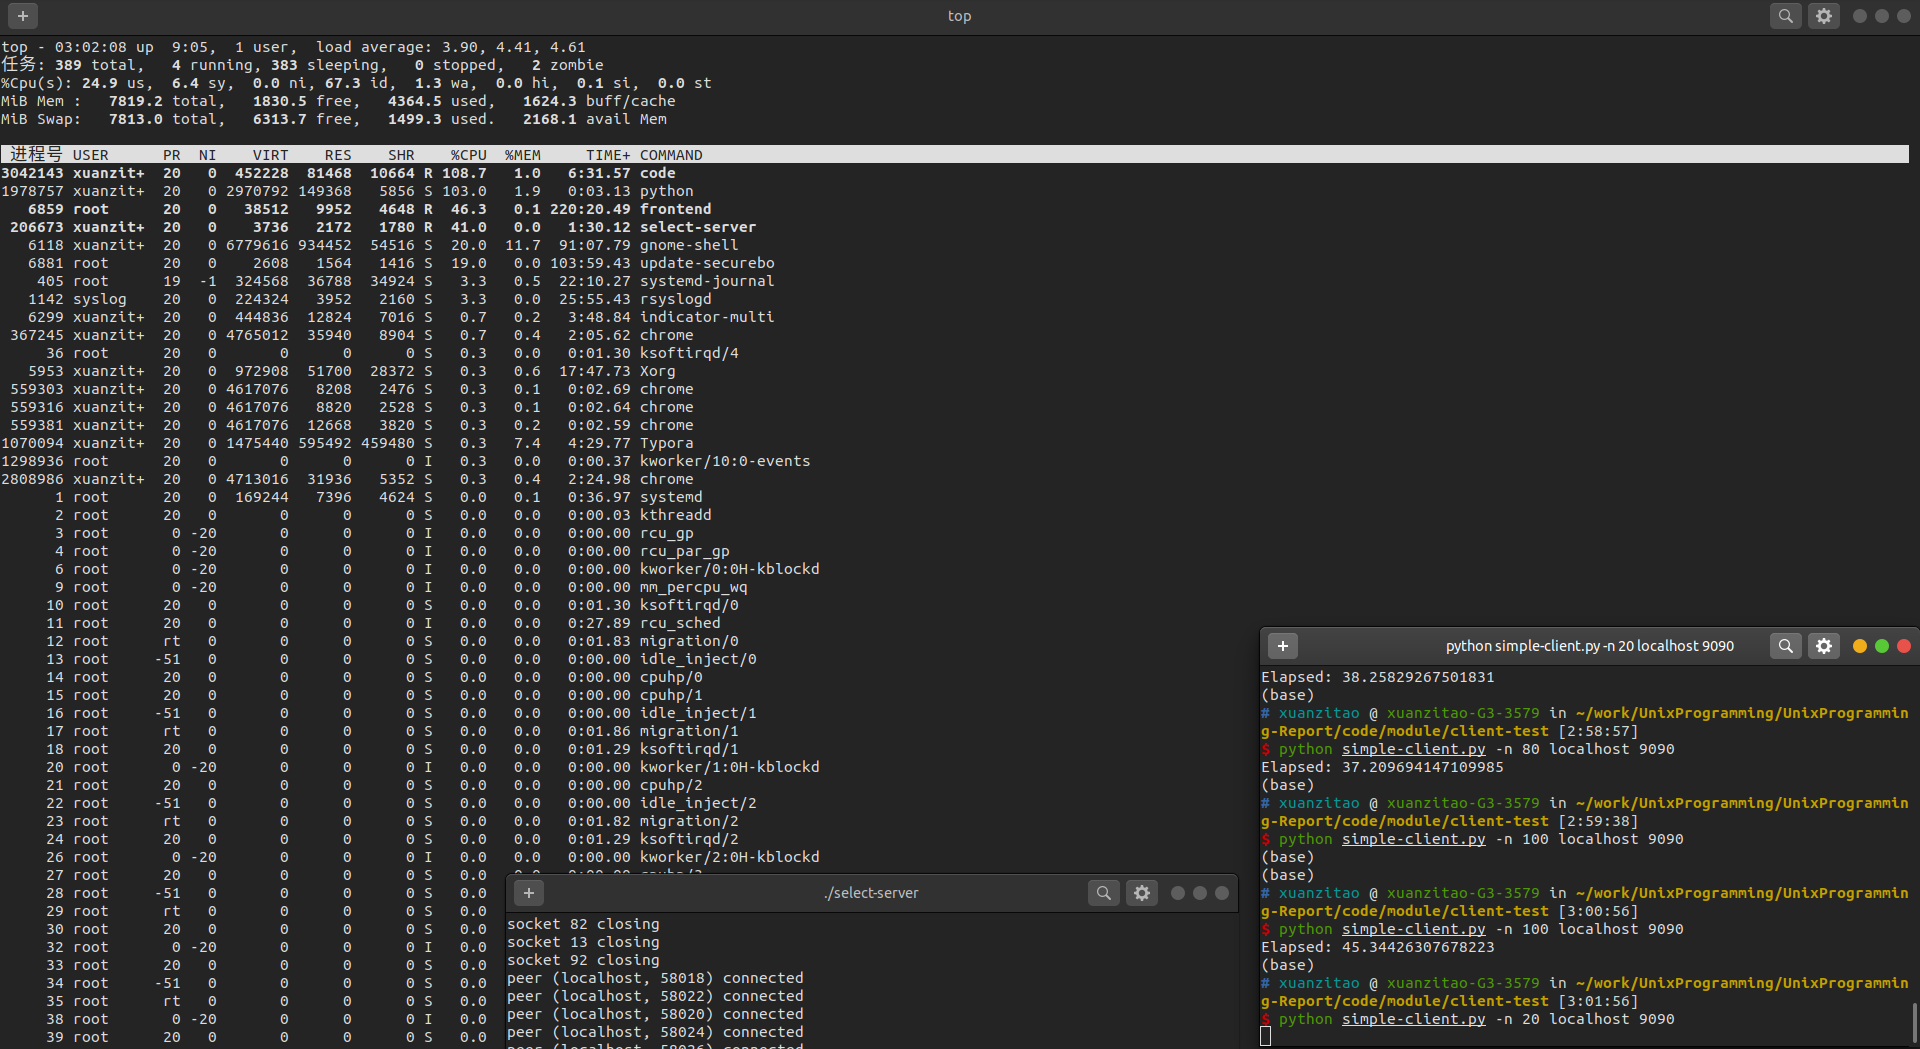 top
top - 03:02:08 up  9:05,  1 user,  load average: 3.90, 4.41, 4.61
任务: 389 total,   4 running, 383 sleeping,   0 stopped,   2 zombie
%Cpu(s): 24.9 us,  6.4 sy,  0.0 ni, 67.3 id,  1.3 wa,  0.0 hi,  0.1 si,  0.0 st
MiB Mem :   7819.2 total,   1830.5 free,   4364.5 used,   1624.3 buff/cache
MiB Swap:   7813.0 total,   6313.7 free,   1499.3 used.   2168.1 avail Mem
进程号 USER      PR  NI    VIRT    RES    SHR    %CPU  %MEM     TIME+ COMMAND
3042143 xuanzit+  20   0  452228  81468  10664 R 108.7   1.0   6:31.57 code
1978757 xuanzit+  20   0 2970792 149368   5856 S 103.0   1.9   0:03.13 python
6859 root      20   0   38512   9952   4648 R  46.3   0.1 220:20.49 frontend
206673 xuanzit+  20   0    3736   2172   1780 R  41.0   0.0   1:30.12 select-server
6118 xuanzit+  20   0 6779616 934452  54516 S  20.0  11.7  91:07.79 gnome-shell
6881 root      20   0    2608   1564   1416 S  19.0   0.0 103:59.43 update-securebo
405 root      19  -1  324568  36788  34924 S   3.3   0.5  22:10.27 systemd-journal
1142 syslog    20   0  224324   3952   2160 S   3.3   0.0  25:55.43 rsyslogd
6299 xuanzit+  20   0  444836  12824   7016 S   0.7   0.2   3:48.84 indicator-multi
367245 xuanzit+  20   0 4765012  35940   8904 S   0.7   0.4   2:05.62 chrome
36 root      20   0       0      0      0 S   0.3   0.0   0:01.30 ksoftirqd/4
5953 xuanzit+  20   0  972908  51700  28372 S   0.3   0.6  17:47.73 Xorg
559303 xuanzit+  20   0 4617076   8208   2476 S   0.3   0.1   0:02.69 chrome
559316 xuanzit+  20   0 4617076   8820   2528 S   0.3   0.1   0:02.64 chrome
559381 xuanzit+  20   0 4617076  12668   3820 S   0.3   0.2   0:02.59 chrome
1070094 xuanzit+  20   0 1475440 595492 459480 S   0.3   7.4   4:29.77 Typora
1298936 root      20   0       0      0      0 I   0.3   0.0   0:00.37 kworker/10:0-events
2808986 xuanzit+  20   0 4713016  31936   5352 S   0.3   0.4   2:24.98 chrome
1 root      20   0  169244   7396   4624 S   0.0   0.1   0:36.97 systemd
2 root      20   0       0      0      0 S   0.0   0.0   0:00.03 kthreadd
3 root       0 -20       0      0      0 I   0.0   0.0   0:00.00 rcu_gp
4 root       0 -20       0      0      0 I   0.0   0.0   0:00.00 rcu_par_gp
6 root       0 -20       0      0      0 I   0.0   0.0   0:00.00 kworker/0:0H-kblockd
9 root       0 -20       0      0      0 I   0.0   0.0   0:00.00 mm_percpu_wq
10 root      20   0       0      0      0 S   0.0   0.0   0:01.30 ksoftirqd/0
11 root      20   0       0      0      0 I   0.0   0.0   0:27.89 rcu_sched
12 root      rt   0       0      0      0 S   0.0   0.0   0:01.83 migration/0
13 root     -51   0       0      0      0 S   0.0   0.0   0:00.00 idle_inject/0
14 root      20   0       0      0      0 S   0.0   0.0   0:00.00 cpuhp/0
15 root      20   0       0      0      0 S   0.0   0.0   0:00.00 cpuhp/1
16 root     -51   0       0      0      0 S   0.0   0.0   0:00.00 idle_inject/1
17 root      rt   0       0      0      0 S   0.0   0.0   0:01.86 migration/1
18 root      20   0       0      0      0 S   0.0   0.0   0:01.29 ksoftirqd/1
20 root       0 -20       0      0      0 I   0.0   0.0   0:00.00 kworker/1:0H-kblockd
21 root      20   0       0      0      0 S   0.0   0.0   0:00.00 cpuhp/2
22 root     -51   0       0      0      0 S   0.0   0.0   0:00.00 idle_inject/2
23 root      rt   0       0      0      0 S   0.0   0.0   0:01.82 migration/2
24 root      20   0       0      0      0 S   0.0   0.0   0:01.29 ksoftirqd/2
26 root       0 -20       0      0      0 I   0.0   0.0   0:00.00 kworker/2:0H-kblockd
27 root      20   0       0      0      0 S   0.0
28 root     -51   0       0      0      0 S   0.0
29 root      rt   0       0      0      0 S   0.0
30 root      20   0       0      0      0 S   0.0
32 root       0 -20       0      0      0 I   0.0
33 root      20   0       0      0      0 S   0.0
34 root     -51   0       0      0      0 S   0.0
35 root      rt   0       0      0      0 S   0.0
38 root       0 -20       0      0      0 I   0.0
39 root      20   0       0      0      0 S   0.0
./select-server
socket 82 closing
socket 13 closing
socket 92 closing
peer (localhost, 58018) connected
peer (localhost, 58022) connected
peer (localhost, 58020) connected
peer (localhost, 58024) connected
python simple-client.py -n 20 localhost 9090
Elapsed: 38.25829267501831
(base)
# xuanzitao @ xuanzitao-G3-3579 in ~/work/UnixProgramming/UnixProgrammin
g-Report/code/module/client-test [2:58:57]
$ python simple-client.py -n 80 localhost 9090
Elapsed: 37.209694147109985
(base)
# xuanzitao @ xuanzitao-G3-3579 in ~/work/UnixProgramming/UnixProgrammin
g-Report/code/module/client-test [2:59:38]
$ python simple-client.py -n 100 localhost 9090
(base)
(base)
# xuanzitao @ xuanzitao-G3-3579 in ~/work/UnixProgramming/UnixProgrammin
g-Report/code/module/client-test [3:00:56]
$ python simple-client.py -n 100 localhost 9090
Elapsed: 45.34426307678223
(base)
# xuanzitao @ xuanzitao-G3-3579 in ~/work/UnixProgramming/UnixProgrammin
g-Report/code/module/client-test [3:01:56]
$ python simple-client.py -n 20 localhost 9090